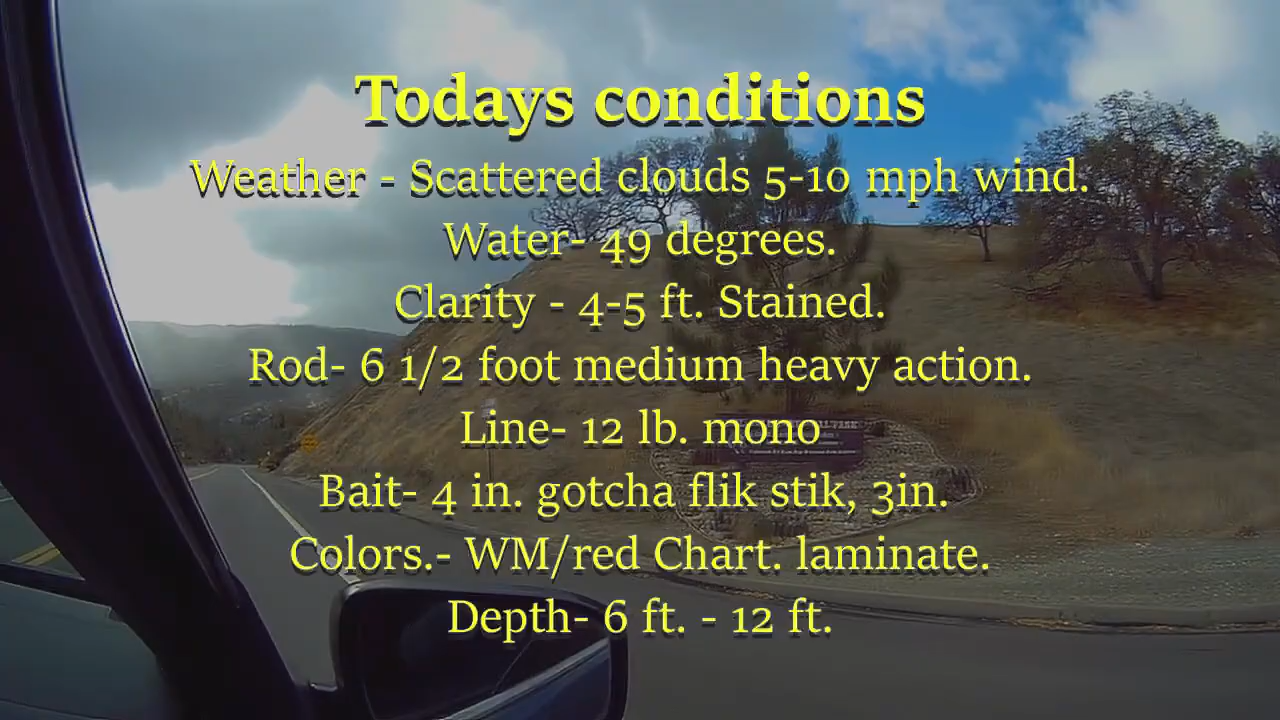 Todays conditions
Weather - Scattered clouds 5-10 mph wind.
Water- 49 degrees.
Clarity - 4-5 ft. Stained.
Rod- 6 1/2 foot medium heavy action.
Line- 12 lb. mono
Bait- 4 in. gotcha flik stik, 3in.
Colors.- WM/red Chart. laminate.
Depth- 6 ft. - 12 ft.